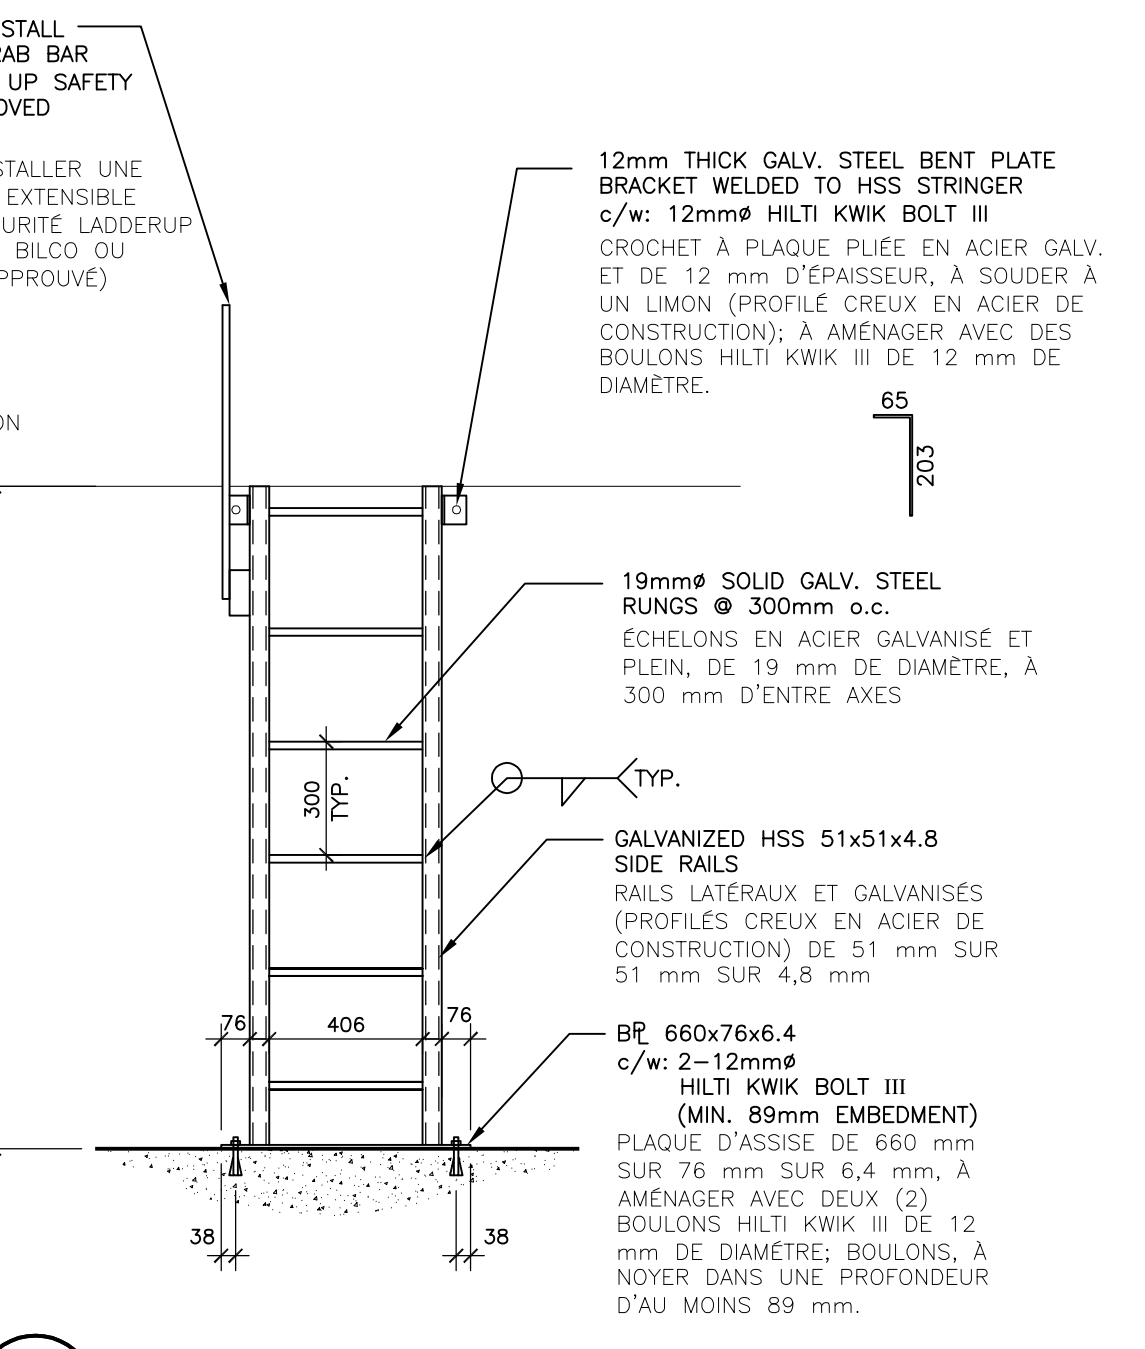 STALL
RAB BAR
UP SAFETY
OVED
STALLER UNE
EXTENSIBLE
URITÉ LADDERUP
BILCO OU
PPROUVÉ)
ON
12mm THICK GALV. STEEL BENT PLATE
BRACKET WELDED TO HSS STRINGER
c/w: 12mmø HILTI KWIK BOLT III
CROCHET À PLAQUE PLIÉE EN ACIER GALV.
ET DE 12 mm D'ÉPAISSEUR, À SOUDER À
UN LIMON (PROFILÉ CREUX EN ACIER DE
CONSTRUCTION); À AMÉNAGER AVEC DES
BOULONS HILTI KWIK III DE 12 mm DE
DIAMÈTRE.
65
203
19mmø SOLID GALV. STEEL
RUNGS @ 300mm o.c.
ÉCHELONS EN ACIER GALVANISÉ ET
PLEIN, DE 19 mm DE DIAMÈTRE, À
300 mm D'ENTRE AXES
300
TYP.
TYP.
GALVANIZED HSS 51x51x4.8
SIDE RAILS
RAILS LATÉRAUX ET GALVANISÉS
(PROFILÉS CREUX EN ACIER DE
CONSTRUCTION) DE 51 mm SUR
51 mm SUR 4,8 mm
76
406
76
BPL 660x76x6.4
c/w: 2-12mmø
HILTI KWIK BOLT III
(MIN. 89mm EMBEDMENT)
PLAQUE D'ASSISE DE 660 mm
SUR 76 mm SUR 6,4 mm, À
AMÉNAGER AVEC DEUX (2)
BOULONS HILTI KWIK III DE 12
mm DE DIAMÉTRE; BOULONS, À
NOYER DANS UNE PROFONDEUR
D'AU MOINS 89 mm.
38
38